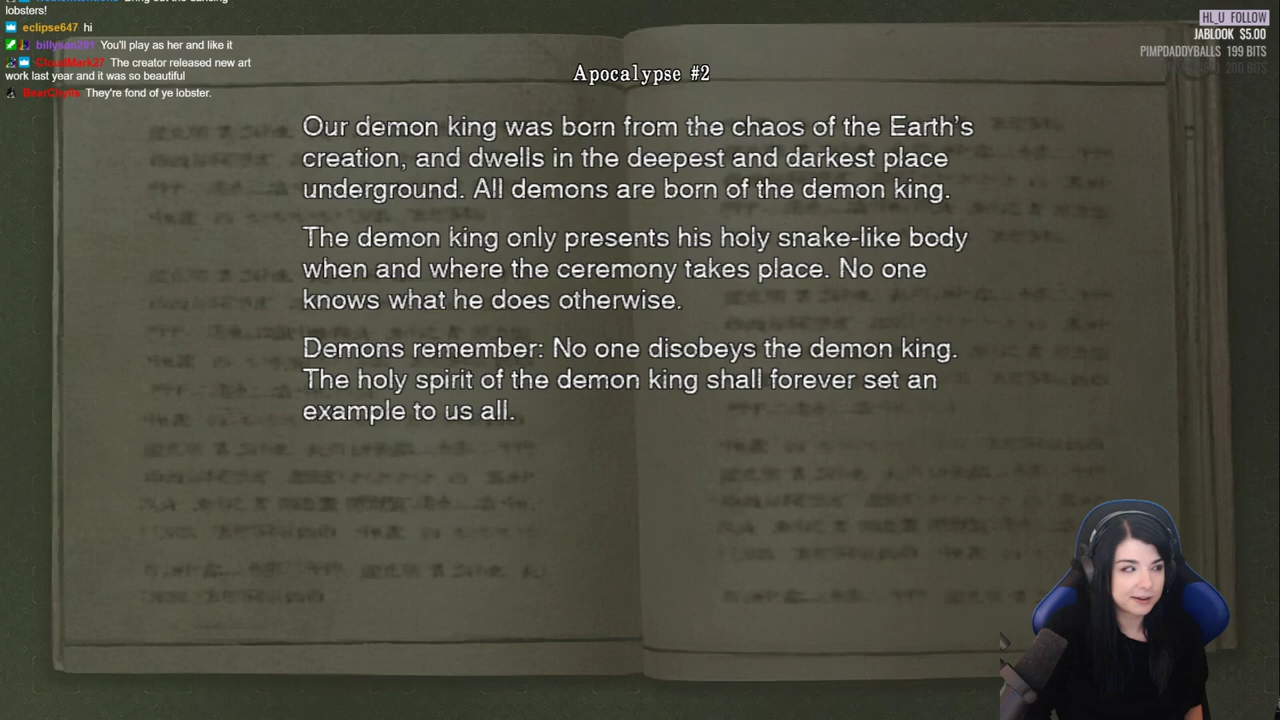 lobsters!
eclipse647 hi
You'll play as her and like it
CloudMark27 The creator released new art
work last year and it was so beautiful
They're fond of ye lobster.
HI_U FOLLOW
JABLOOK $5.00
PIMPDADDYBALLS 199 BITS
200 BITS
Apocalypse #2
Our demon king was born from the chaos of the Earth's
creation, and dwells in the deepest and darkest place
underground. All demons are born of the demon king.
The demon king only presents his holy snake-like body
when and where the ceremony takes place. No one
knows what he does otherwise.
Demons remember: No one disobeys the demon king.
The holy spirit of the demon king shall forever set an
example to us all.